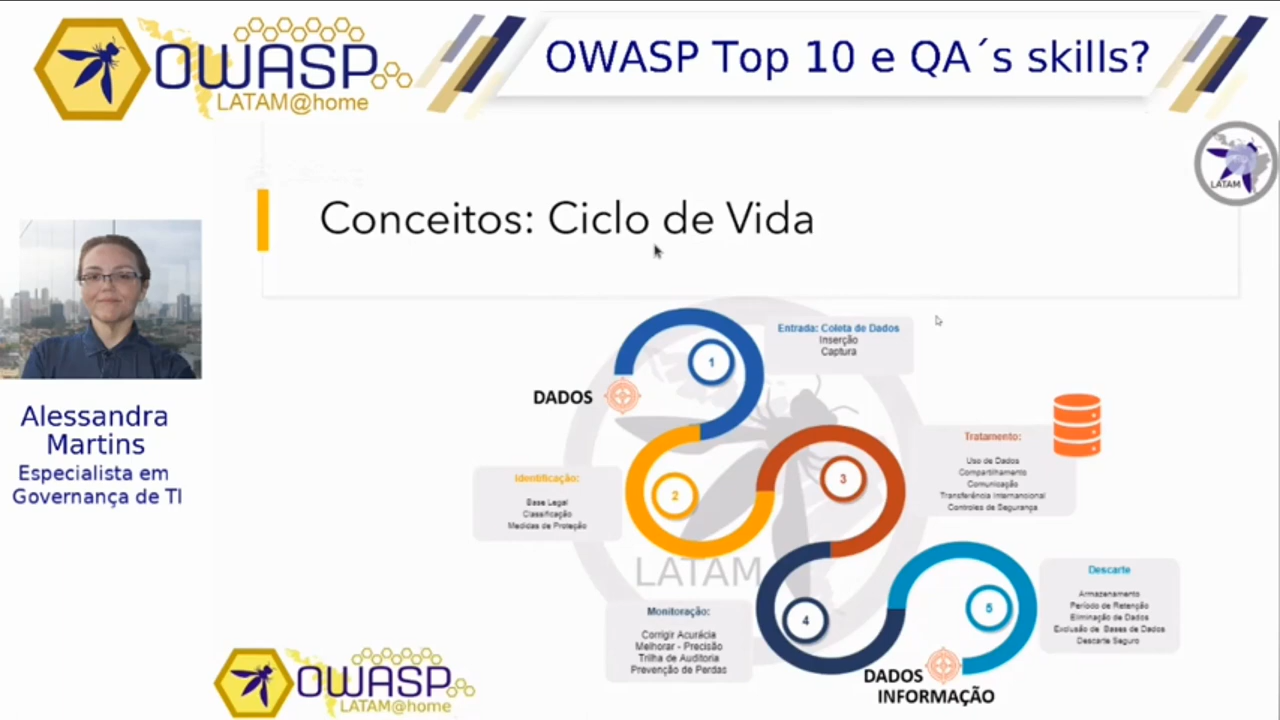 OWASP
LATAM@home
OWASP Top 10 e QA´s skills?
LATAM
Conceitos: Ciclo de Vida
Alessandra
Martins
Especialista em
Governança de TI
DADOS
1
Entrada: Coleta de Dados
Inserção
Captura
Identificação:
Base Legal
Classificação
Medidas de Proteção
2
3
Tratamento:
Uso de Dados
Compartilhamento
Comunicação
Transferência Internancional
Controles de Segurança
LATAM
Monitoração:
Corrigir Acurácia
Melhorar - Precisão
Trilha de Auditoria
Prevenção de Perdas
4
5
Descarte
Armazenamento
Período de Retenção
Eliminação de Dados
Exclusão de Bases de Dados
Descarte Seguro
DADOS
INFORMAÇÃO
OWASP
LATAM@home